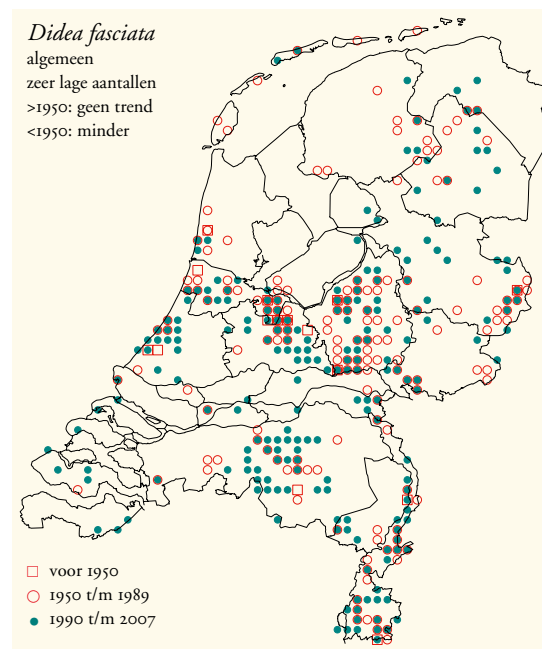 Didea fasciata
algemeen
zeer lage aantallen
>1950: geen trend
<1950: minder
voor 1950
1950 t/m 1989
1990 t/m 2007